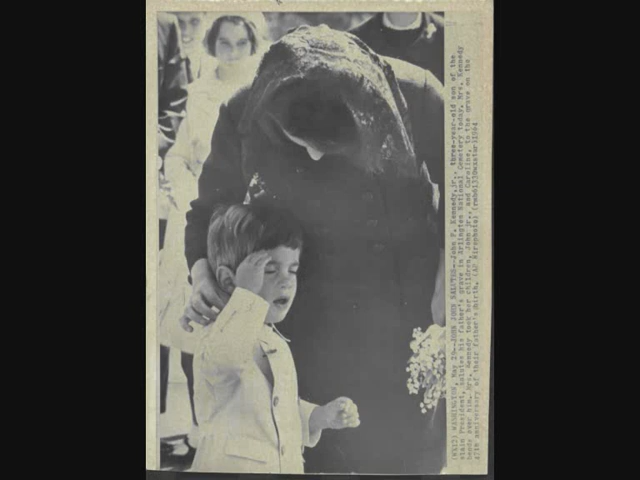 (WX12) WASHINGTON, May 29--JOHN JOHN SALUTES--John F. Kennedy, jr., three-year-old son of the
slain President, salutes his father's grave in Arlington National Cemetery today. Mrs. Kennedy
bends over him. Mrs. Kennedy took her children, John jr., and Caroline, to the grave on the
47th anniversary of their father's birth. (AP Wirephoto) 1964